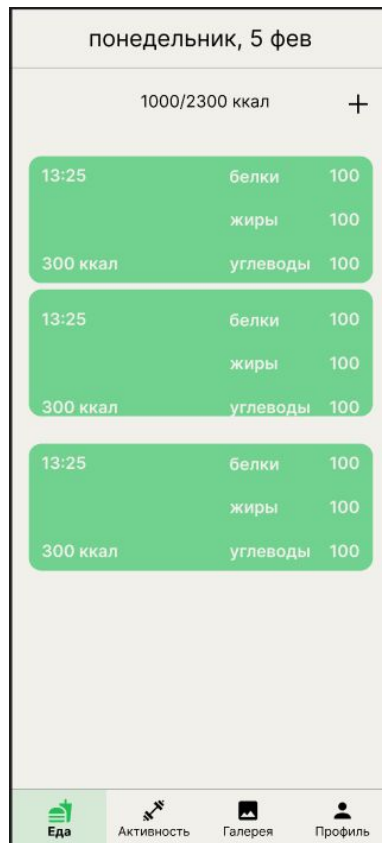 понедельник, 5 фев
1000/2300 ккал +
13:25 белки 100
жиры 100
300 ккал углеводы 100
13:25 белки 100
жиры 100
300 ккал углеводы 100
13:25 белки 100
жиры 100
300 ккал углеводы 100
Еда Активность Галерея Профиль